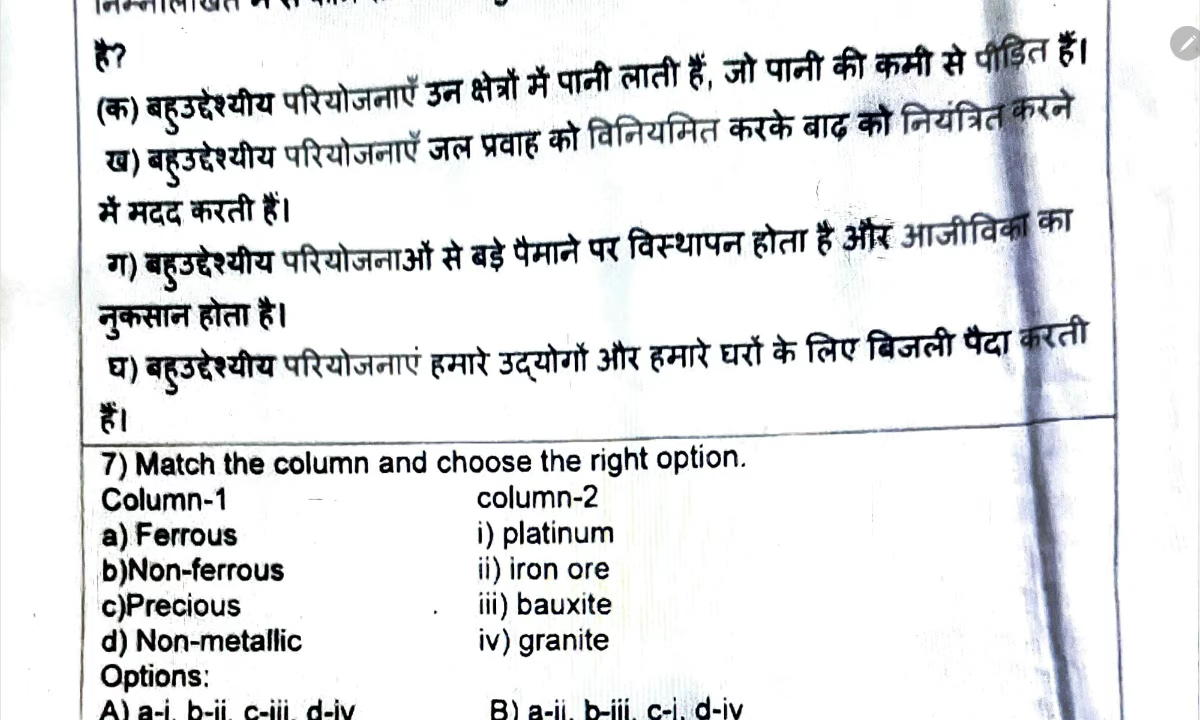 है?
(क) बहुउद्देश्यीय परियोजनाएँ उन क्षेत्रों में पानी लाती हैं, जो पानी की कमी से पीड़ित हैं।
ख) बहुउद्देश्यीय परियोजनाएँ जल प्रवाह को विनियमित करके बाढ़ को नियंत्रित करने
में मदद करती हैं।
ग) बहुउद्देश्यीय परियोजनाओं से बड़े पैमाने पर विस्थापन होता है और आजीविका का
नुकसान होता है।
घ) बहुउद्देश्यीय परियोजनाएं हमारे उद्योगों और हमारे घरों के लिए बिजली पैदा करती
हैं।
7) Match the column and choose the right option.
Column-1 column-2
a) Ferrous i) platinum
b)Non-ferrous ii) iron ore
c)Precious iii) bauxite
d) Non-metallic iv) granite
Options:
A) a-i, b-ii, c-iii, d-iv B) a-ii, b-iii, c-i, d-iv